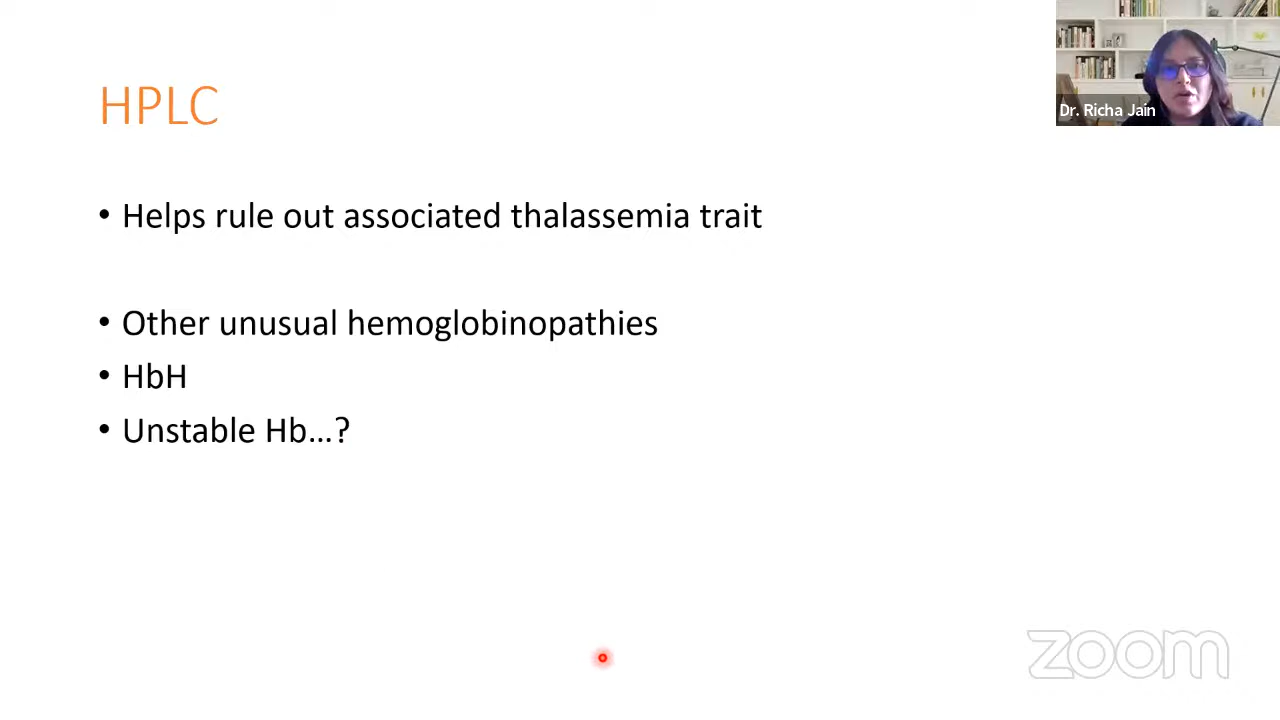 HPLC
Dr. Richa Jain
• Helps rule out associated thalassemia trait
• Other unusual hemoglobinopathies
• HbH
• Unstable Hb...?
zoom